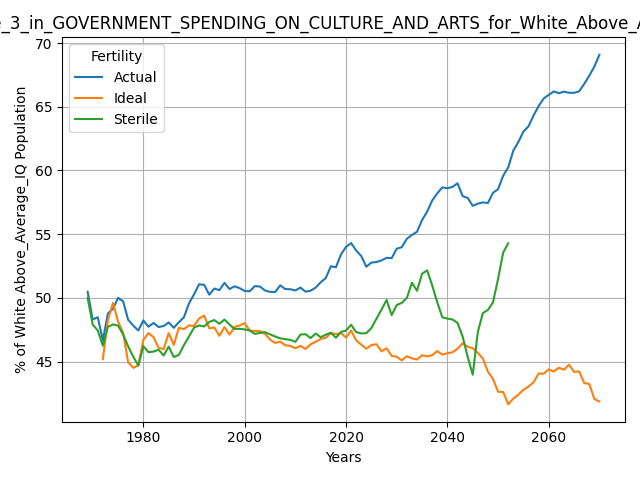 _3_in_GOVERNMENT_SPENDING_ON_CULTURE_AND_ARTS_for_White_Above_
70
65
60
55
50
45
% of White Above_Average_IQ Population
Fertility
Actual
Ideal
Sterile
1980
2000
2020
2040
2060
Years